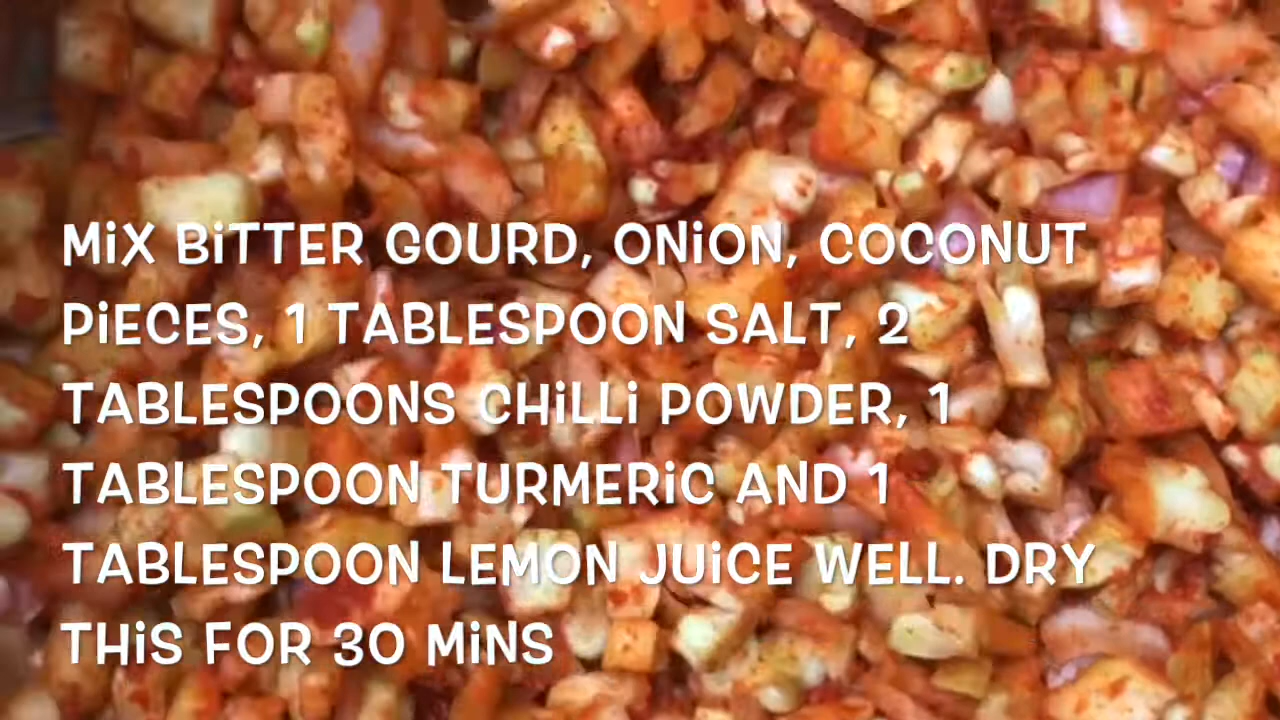 MiX BiTTER GOURD, ONiON, COCONUT
PiECES, 1 TABLESPOON SALT, 2
TABLESPOONS CHiLLi POWDER, 1
TABLESPOON TURMERiC AND 1
TABLESPOON LEMON JUiCE WELL. DRY
THiS FOR 30 MiNS